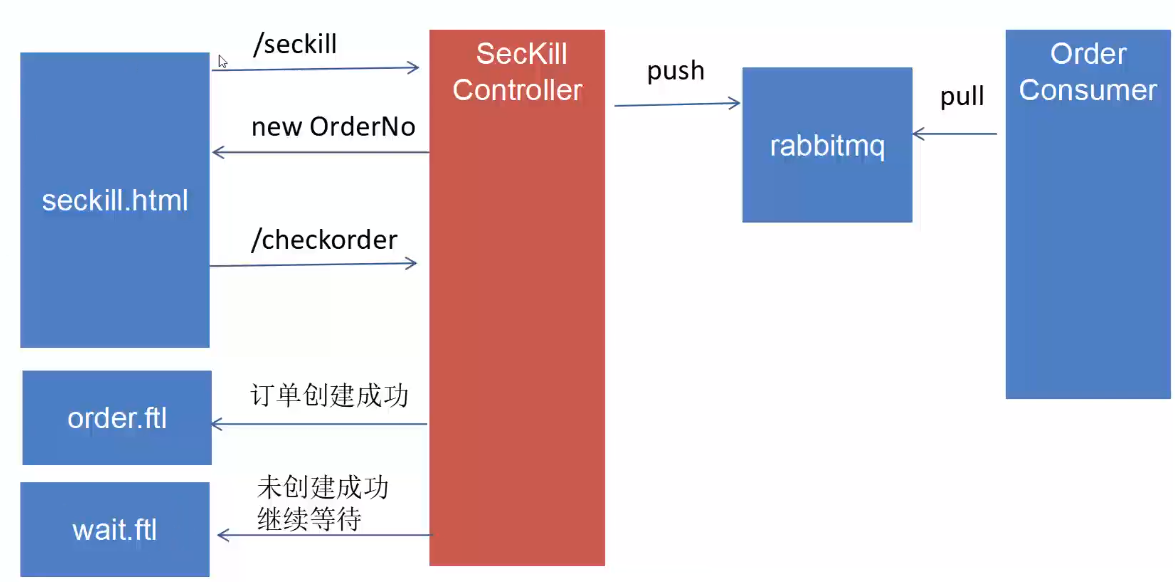 /seckill
SecKill
Controller
Order
Consumer
push
pull
new OrderNo
rabbitmq
seckill.html
/checkorder
订单创建成功
order.ftl
未创建成功
继续等待
wait.ftl